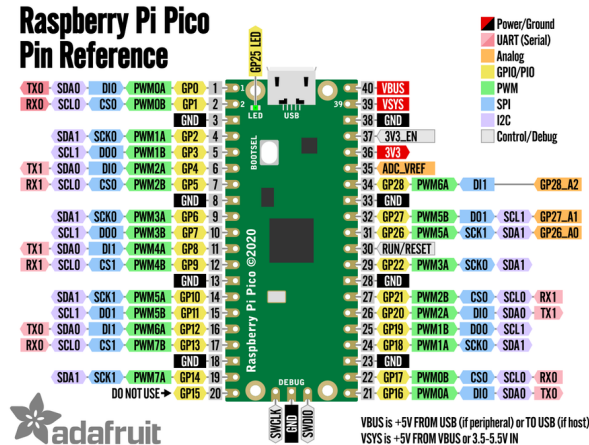 Raspberry Pi Pico
Pin Reference
GP25 LED
Power/Ground
UART (Serial)
Analog
GPIO/PIO
PWM
SPI
I2C
Control/Debug
TX0 SDA0 DI0 PWM0A GP0 1
RX0 SCL0 CS0 PWM0B GP1 2
GND 3
SDA1 SCK0 PWM1A GP2 4
SCL1 DO0 PWM1B GP3 5
TX1 SDA0 DI0 PWM2A GP4 6
RX1 SCL0 CS0 PWM2B GP5 7
GND 8
SDA1 SCK0 PWM3A GP6 9
SCL1 DO0 PWM3B GP7 10
TX1 SDA0 DI1 PWM4A GP8 11
RX1 SCL0 CS1 PWM4B GP9 12
GND 13
SDA1 SCK1 PWM5A GP10 14
SCL1 DO1 PWM5B GP11 15
TX0 SDA0 DI1 PWM6A GP12 16
RX0 SCL0 CS1 PWM7B GP13 17
GND 18
SDA1 SCK1 PWM7A GP14 19
DO NOT USE GP15 20
1
2
39
LED
USB
BOOTSEL
Raspberry Pi Pico ©2020
DEBUG
SWCLK
GND
SWDIO
40 VBUS
39 VSYS
38 GND
37 3V3_EN
36 3V3
35 ADC_VREF
34 GP28 PWM6A DI1 GP28_A2
33 GND
32 GP27 PWM5B DO1 SCL1 GP27_A1
31 GP26 PWM5A SCK1 SDA1 GP26_A0
30 RUN/RESET
29 GP22 PWM3A SCK0 SDA1
28 GND
27 GP21 PWM2B CS0 SCL0 RX1
26 GP20 PWM2A DI0 SDA0 TX1
25 GP19 PWM1B DO0 SCL1
24 GP18 PWM1A SCK0 SDA1
23 GND
22 GP17 PWM0B CS0 SCL0 RX0
21 GP16 PWM0A DI0 SDA0 TX0
adafruit
VBUS is +5V FROM USB (if peripheral) or TO USB (if host)
VSYS is +5V FROM VBUS or 3.5-5.5V IN